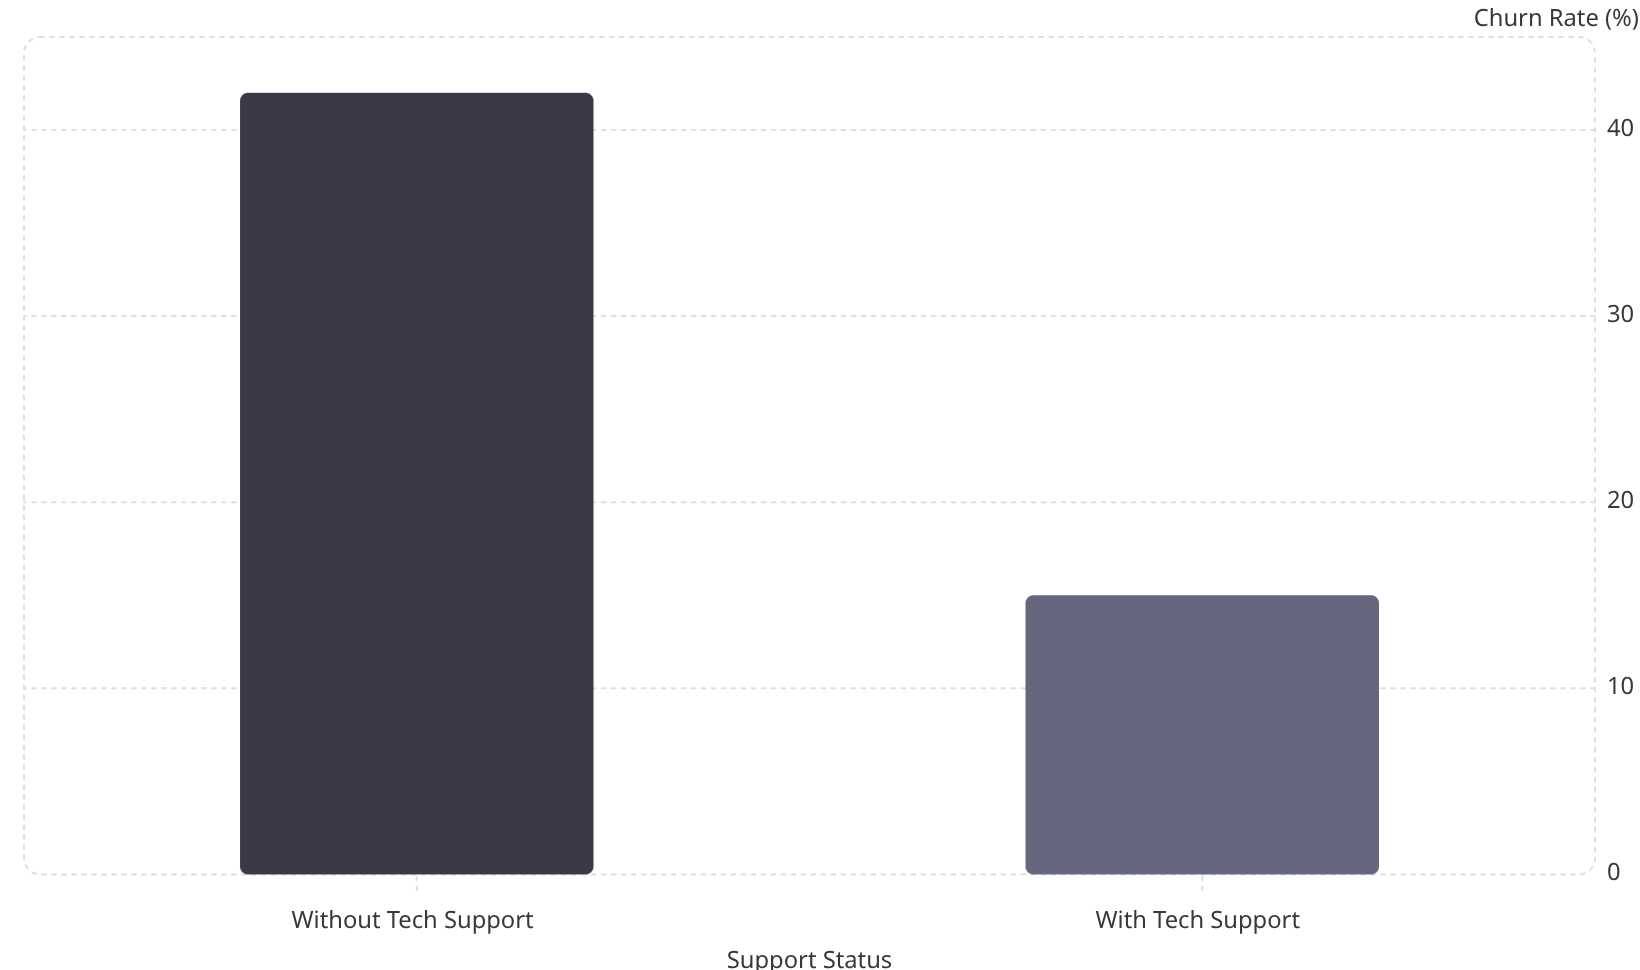 Churn Rate (%)
40
30
20
10
0
Without Tech Support
With Tech Support
Support Status